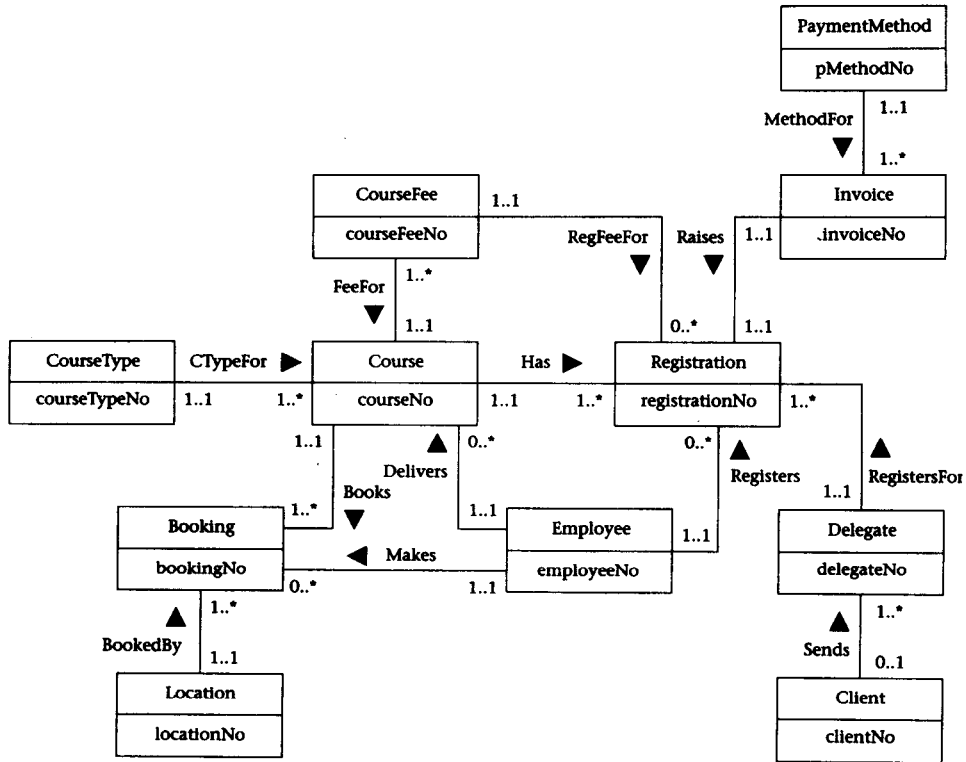 PaymentMethod
pMethodNo
1..1
MethodFor
1..*
CourseFee
courseFeeNo
1..1
Invoice
.invoiceNo
RegFeeFor
Raises
1..1
1..*
FeeFor
1..1
0..*
1..1
CourseType
courseTypeNo
CTypeFor
1..1
1..*
Course
courseNo
Has
1..1
1..*
Registration
registrationNo
1..*
1..1
0..*
0..*
Delivers
Registers
RegistersFor
Books
1..*
1..1
1..1
1..1
Booking
bookingNo
Makes
0..*
1..1
Employee
employeeNo
Delegate
delegateNo
1..*
BookedBy
1..1
1..*
Sends
0..1
Location
locationNo
Client
clientNo